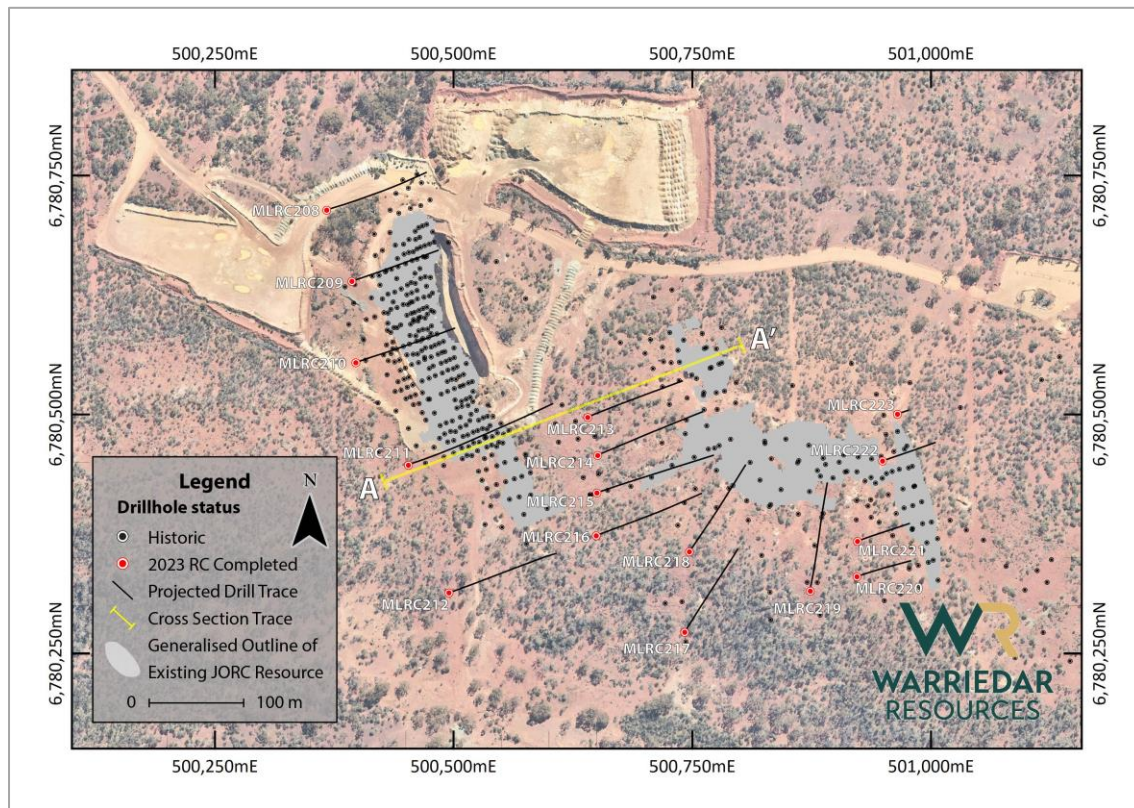 500,250mE 500,500mE 500,750mE 501,000mE
6,780,750mN
6,780,750mN
MLRC208
MLRC209
MLRC210
A'
6,780,500mN
6,780,500mN
MLRC223
MLRC213
MLRC222
MLRC211
MLRC214
A
MLRC215
MLRC216
MLRC218
MLRC221
MLRC220
MLRC212
MLRC219
MLRC217
Legend
N
Drillhole status
Historic
2023 RC Completed
Projected Drill Trace
Cross Section Trace
Generalised Outline of
Existing JORC Resource
0 100 m
6,780,250mN
6,780,250mN
WR
WARRIEDAR
RESOURCES
500,250mE 500,500mE 500,750mE 501,000mE